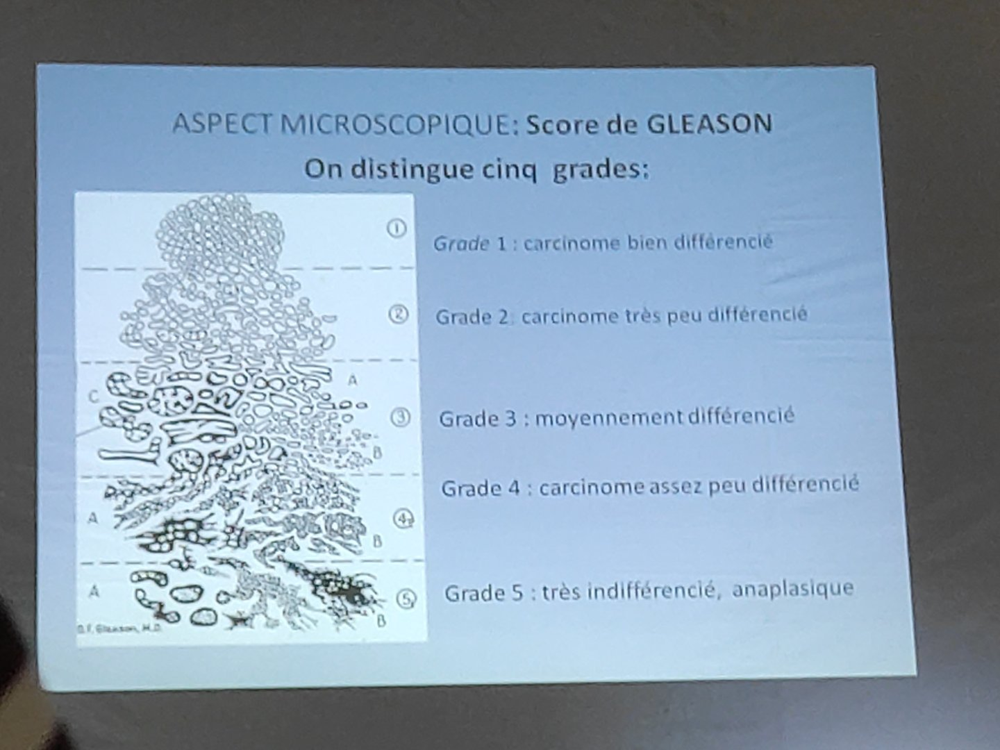 ASPECT MICROSCOPIQUE: Score de GLEASON
On distingue cinq grades:
1
Grade 1 : carcinome bien différencié
2
Grade 2: carcinome très peu différencié
A
C
3
Grade 3 : moyennement différencié
B
Grade 4 : carcinome assez peu différencié
A
4
B
A
5
Grade 5 : très indifférencié, anaplasique
B
D.F. Gleason, M.D.